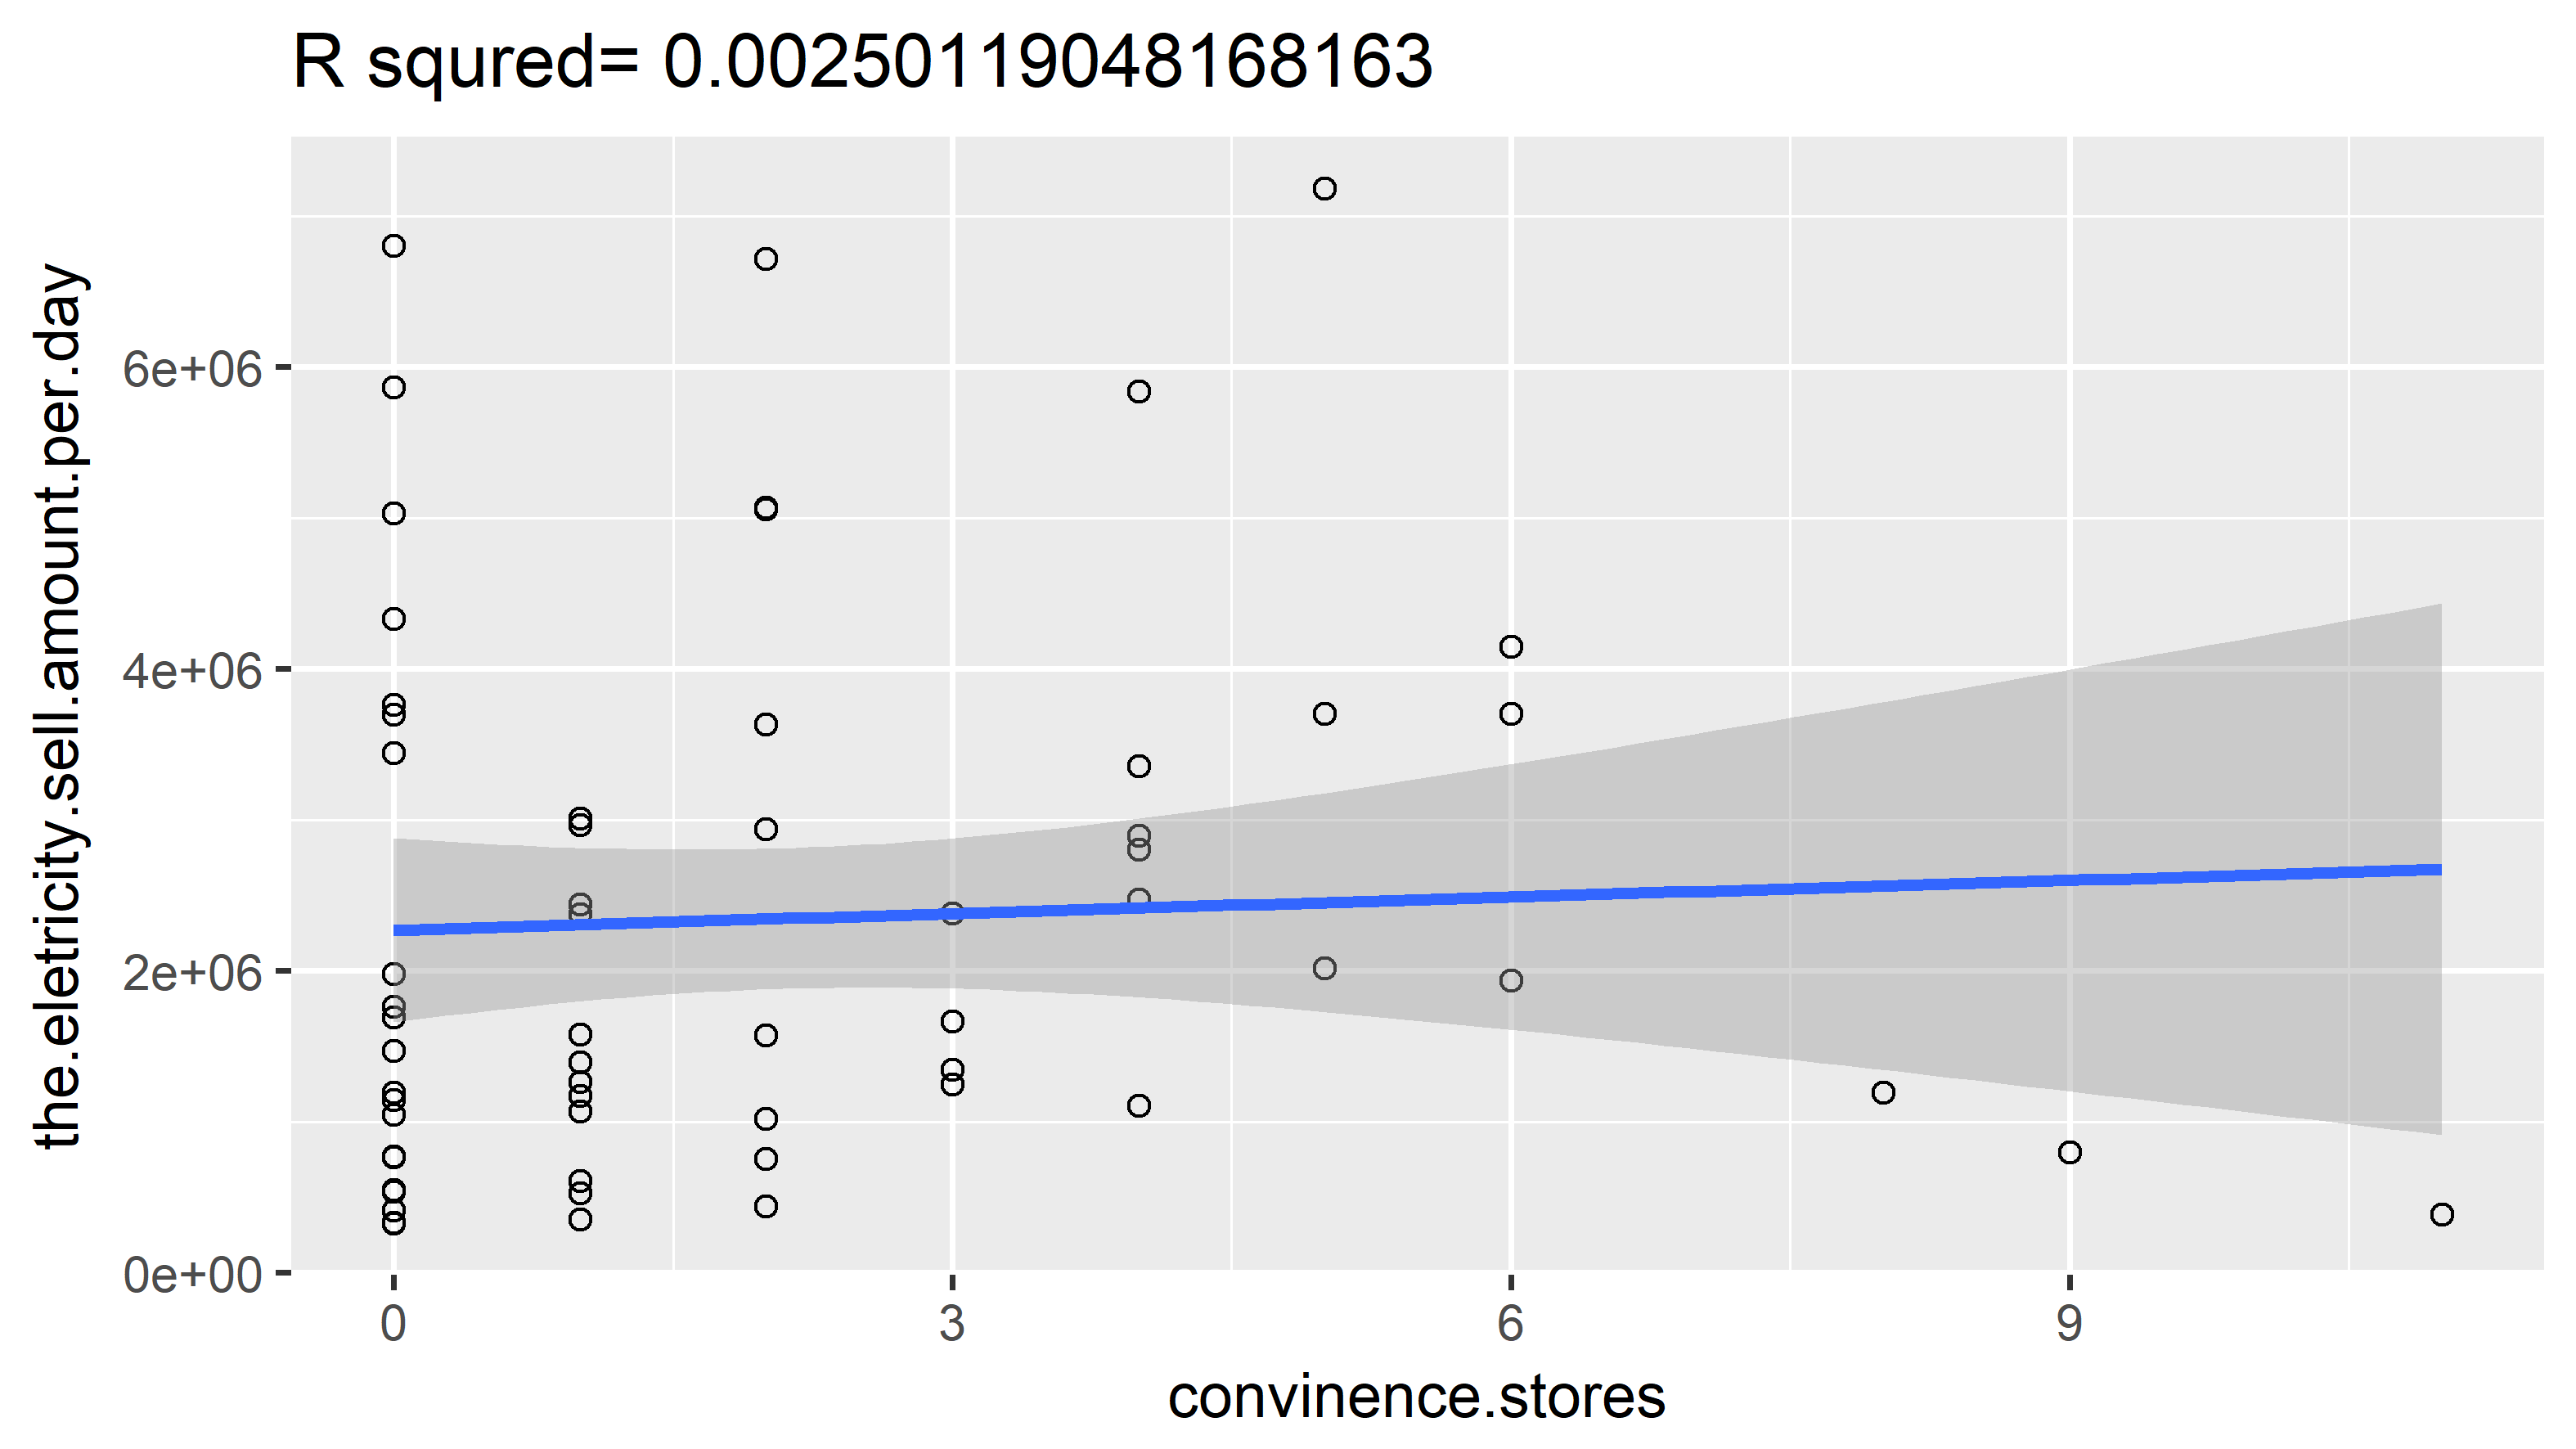 R squred= 0.00250119048168163
the.eletricity.sell.amount.per.day
6e+06
4e+06
2e+06
0e+00
0 3 6 9
convinence.stores